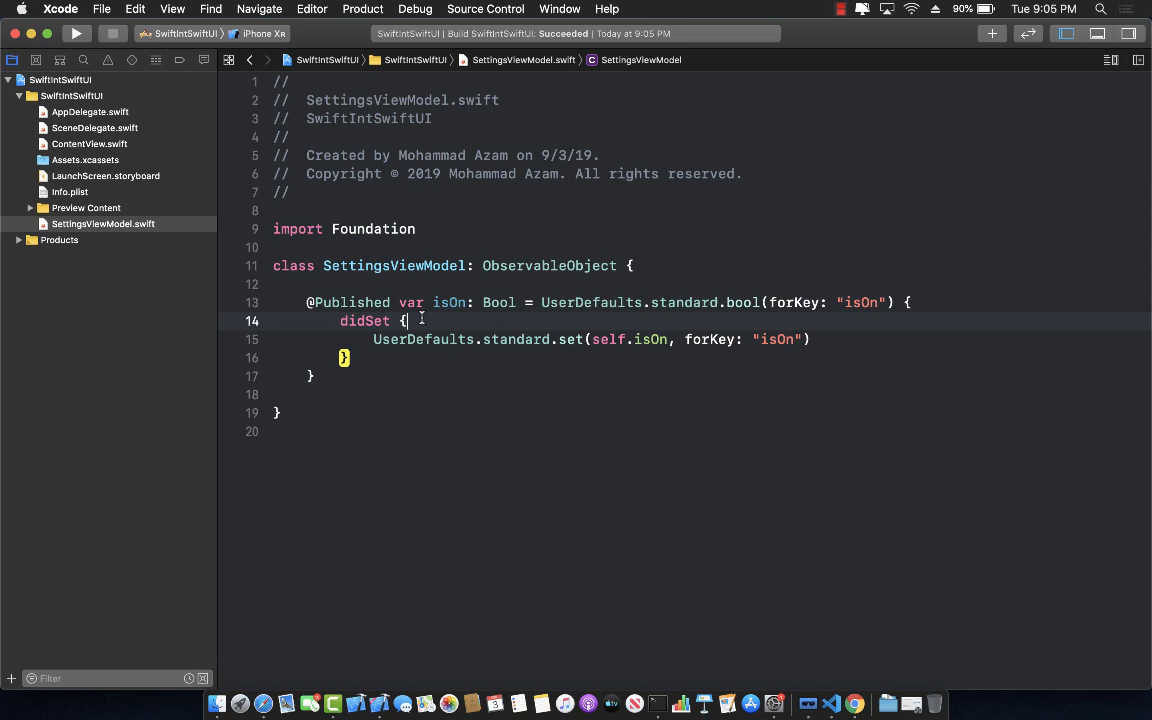 Xcode File Edit View Find Navigate Editor Product Debug Source Control Window Help 90% Tue 9:05 PM
SwiftIntSwiftUI iPhone XR SwiftIntSwiftUI | Build SwiftIntSwiftUI: Succeeded | Today at 9:05 PM
SwiftIntSwiftUI SwiftIntSwiftUI SettingsViewModel.swift C SettingsViewModel
SwiftIntSwiftUI
SwiftIntSwiftUI
AppDelegate.swift
SceneDelegate.swift
ContentView.swift
Assets.xcassets
LaunchScreen.storyboard
Info.plist
Preview Content
SettingsViewModel.swift
Products
1 //
2 // SettingsViewModel.swift
3 // SwiftIntSwiftUI
4 //
5 // Created by Mohammad Azam on 9/3/19.
6 // Copyright © 2019 Mohammad Azam. All rights reserved.
7 //
8
9 import Foundation
10
11 class SettingsViewModel: ObservableObject {
12
13 @Published var isOn: Bool = UserDefaults.standard.bool(forKey: "isOn") {
14 didSet {
15 UserDefaults.standard.set(self.isOn, forKey: "isOn")
16 }
17 }
18
19 }
20
Filter
3